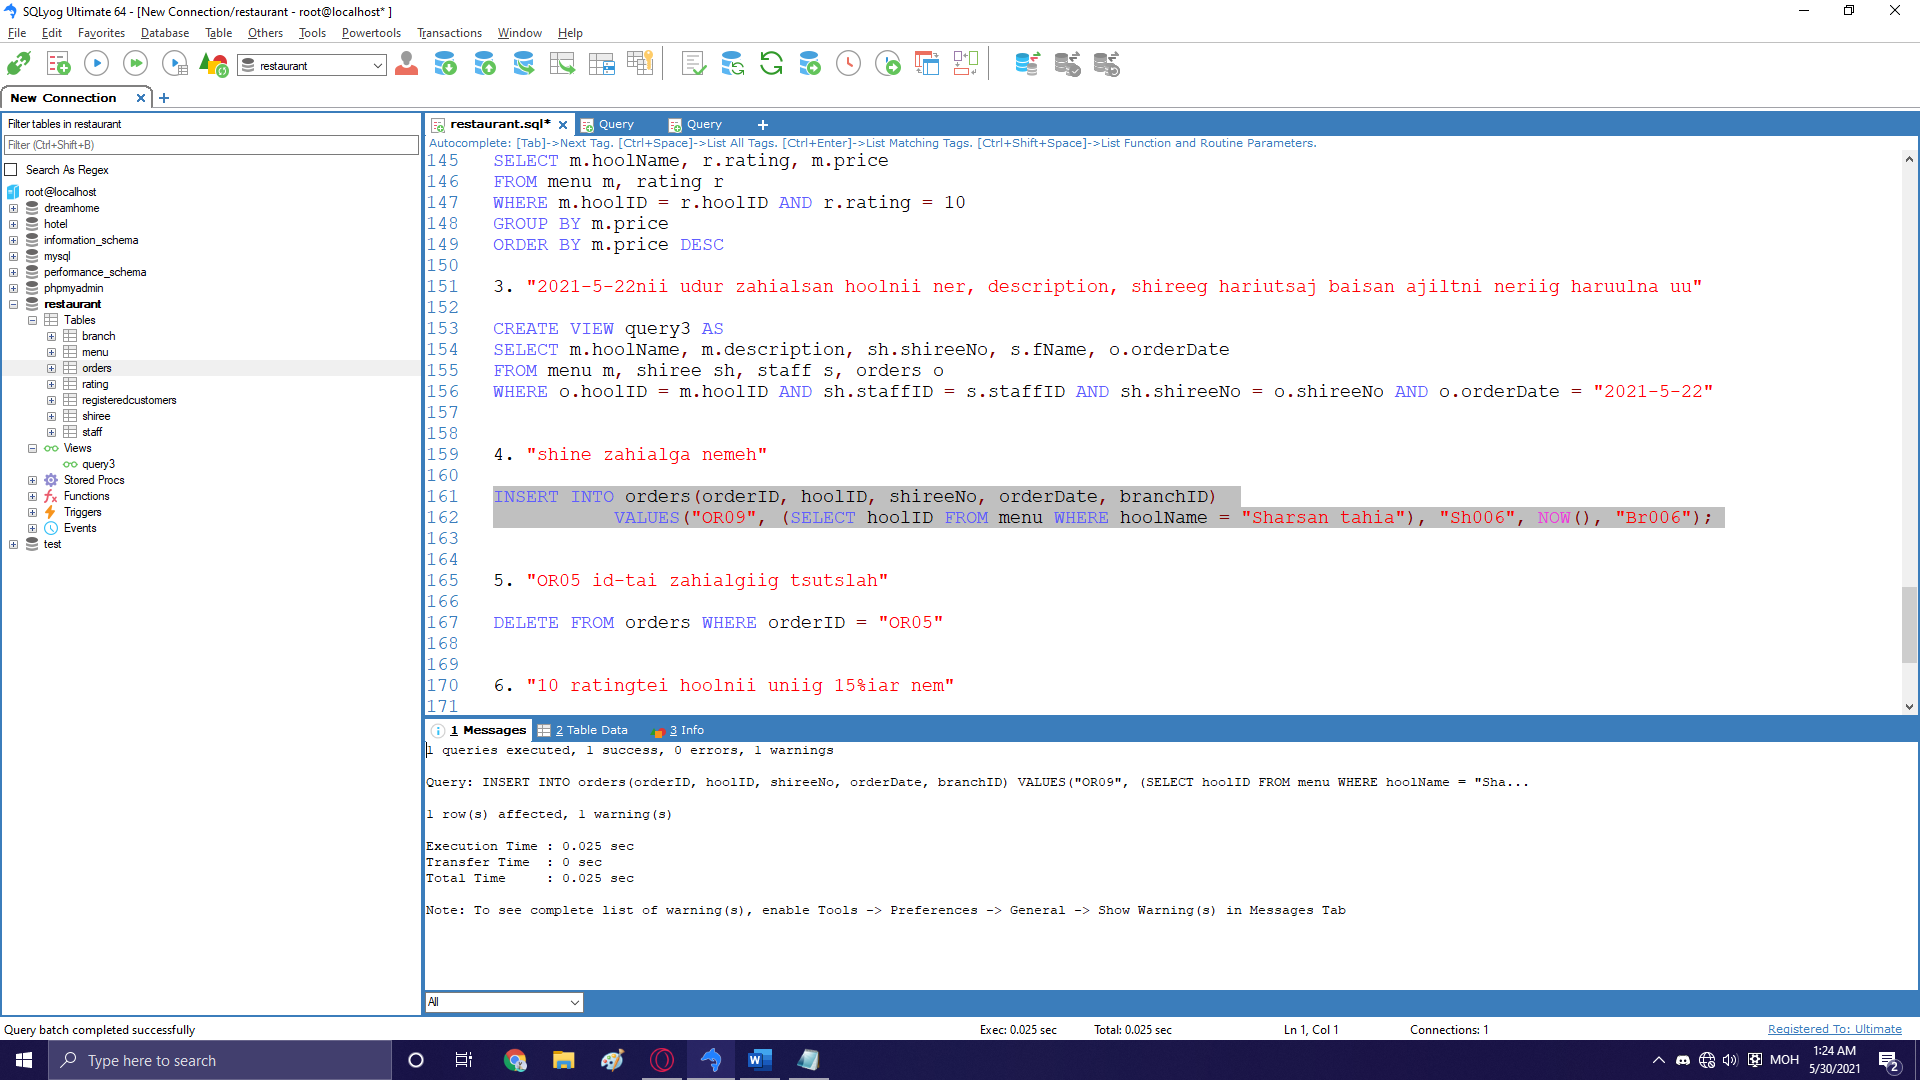 SQLyog Ultimate 64 - [New Connection/restaurant - root@localhost* ]
File Edit Favorites Database Table Others Tools Powertools Transactions Window Help
restaurant
New Connection
Filter tables in restaurant
Filter (Ctrl+Shift+B)
Search As Regex
root@localhost
dreamhome
hotel
information_schema
mysql
performance_schema
phpmyadmin
restaurant
Tables
branch
menu
orders
rating
registeredcustomers
shiree
staff
Views
query3
Stored Procs
Functions
Triggers
Events
test
restaurant.sql* Query Query
Autocomplete: [Tab]->Next Tag. [Ctrl+Space]->List All Tags. [Ctrl+Enter]->List Matching Tags. [Ctrl+Shift+Space]->List Function and Routine Parameters.
145 SELECT m.hoolName, r.rating, m.price
146 FROM menu m, rating r
147 WHERE m.hoolID = r.hoolID AND r.rating = 10
148 GROUP BY m.price
149 ORDER BY m.price DESC
150
151 3. "2021-5-22nii udur zahialsan hoolnii ner, description, shireeg hariutsaj baisan ajiltni neriig haruulna uu"
152
153 CREATE VIEW query3 AS
154 SELECT m.hoolName, m.description, sh.shireeNo, s.fName, o.orderDate
155 FROM menu m, shiree sh, staff s, orders o
156 WHERE o.hoolID = m.hoolID AND sh.staffID = s.staffID AND sh.shireeNo = o.shireeNo AND o.orderDate = "2021-5-22"
157
158
159 4. "shine zahialga nemeh"
160
161 INSERT INTO orders(orderID, hoolID, shireeNo, orderDate, branchID)
162 VALUES("OR09", (SELECT hoolID FROM menu WHERE hoolName = "Sharsan tahia"), "Sh006", NOW(), "Br006");
163
164
165 5. "OR05 id-tai zahialgiig tsutslah"
166
167 DELETE FROM orders WHERE orderID = "OR05"
168
169
170 6. "10 ratingtei hoolnii uniig 15%iar nem"
171
1 Messages 2 Table Data 3 Info
1 queries executed, 1 success, 0 errors, 1 warnings
Query: INSERT INTO orders(orderID, hoolID, shireeNo, orderDate, branchID) VALUES("OR09", (SELECT hoolID FROM menu WHERE hoolName = "Sha...
1 row(s) affected, 1 warning(s)
Execution Time : 0.025 sec
Transfer Time : 0 sec
Total Time : 0.025 sec
Note: To see complete list of warning(s), enable Tools -> Preferences -> General -> Show Warning(s) in Messages Tab
All
Query batch completed successfully Exec: 0.025 sec Total: 0.025 sec Ln 1, Col 1 Connections: 1 Registered To: Ultimate
Type here to search
МОН
1:24 AM
5/30/2021
2